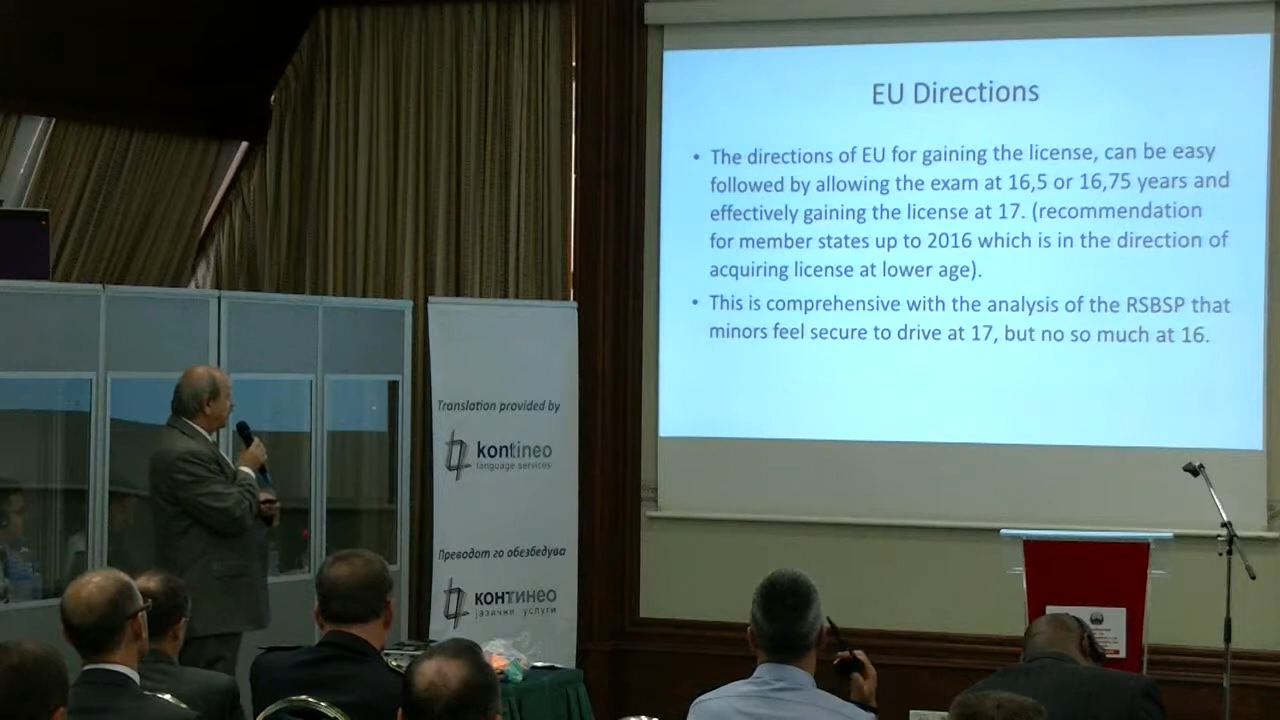 EU Directions
• The directions of EU for gaining the license, can be easy
followed by allowing the exam at 16,5 or 16,75 years and
effectively gaining the license at 17. (recommendation
for member states up to 2016 which is in the direction of
acquiring license at lower age).
• This is comprehensive with the analysis of the RSBSP that
minors feel secure to drive at 17, but no so much at 16.
Translation provided by
kontineo
language services
Преводот го обезбедува
континео
јазични услуги